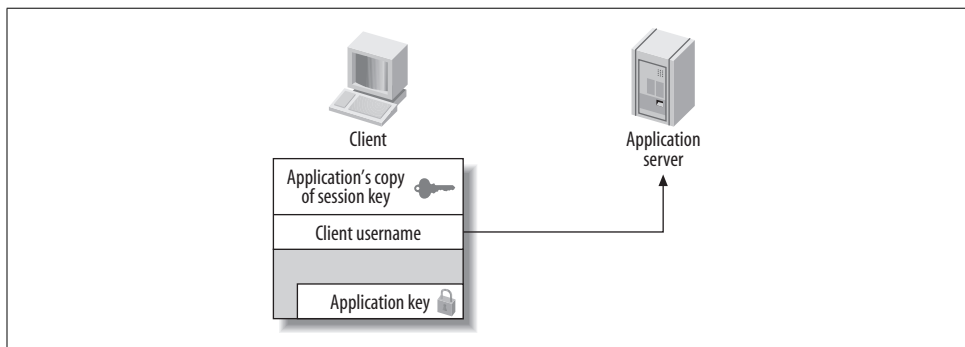 Client
Application
server
Application’s copy
of session key
Client username
Application key